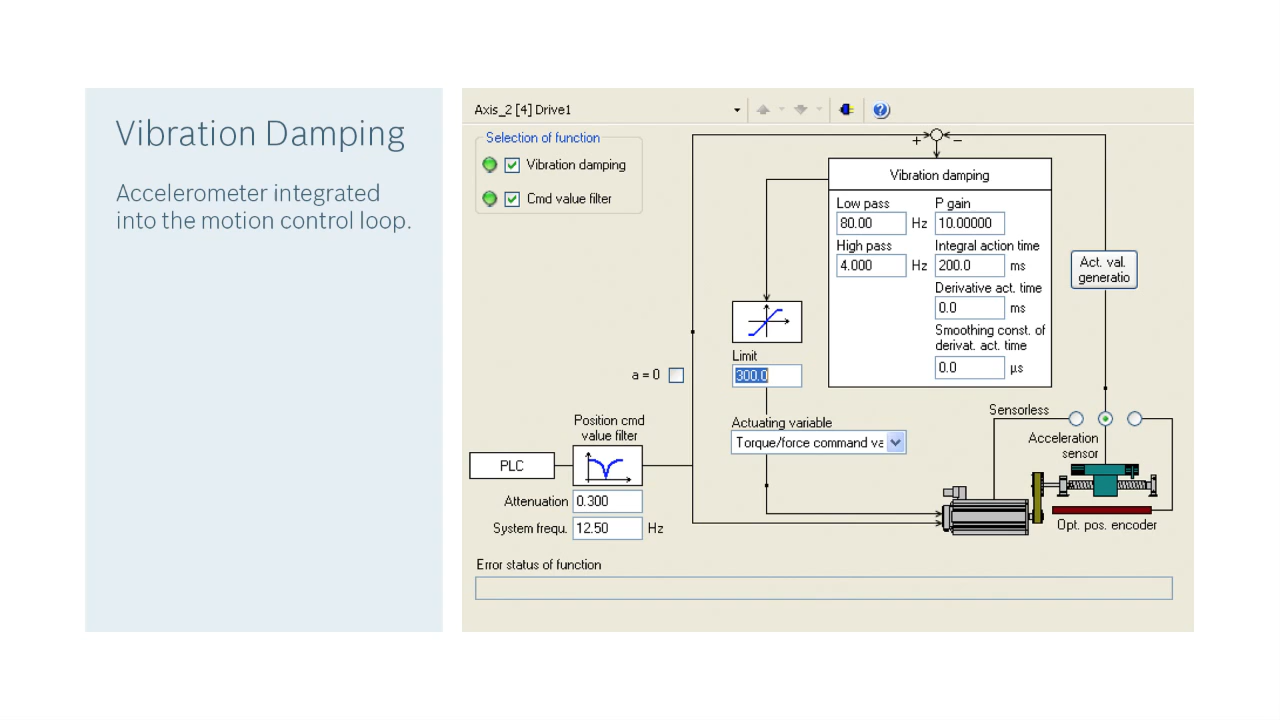 Vibration Damping
Accelerometer integrated
into the motion control loop.
Axis_2 [4] Drive1
Selection of function
Vibration damping
Cmd value filter
+
−
Vibration damping
Low pass
P gain
80.00 Hz
10.00000
High pass
Integral action time
4.000 Hz
200.0 ms
Derivative act. time
0.0 ms
Smoothing const. of
derivat. act. time
0.0 µs
Act. val.
generatio
Limit
300.0
a = 0
Actuating variable
Torque/force command va
Position cmd
value filter
PLC
Attenuation 0.300
System frequ. 12.50 Hz
Sensorless
Acceleration
sensor
Opt. pos. encoder
Error status of function